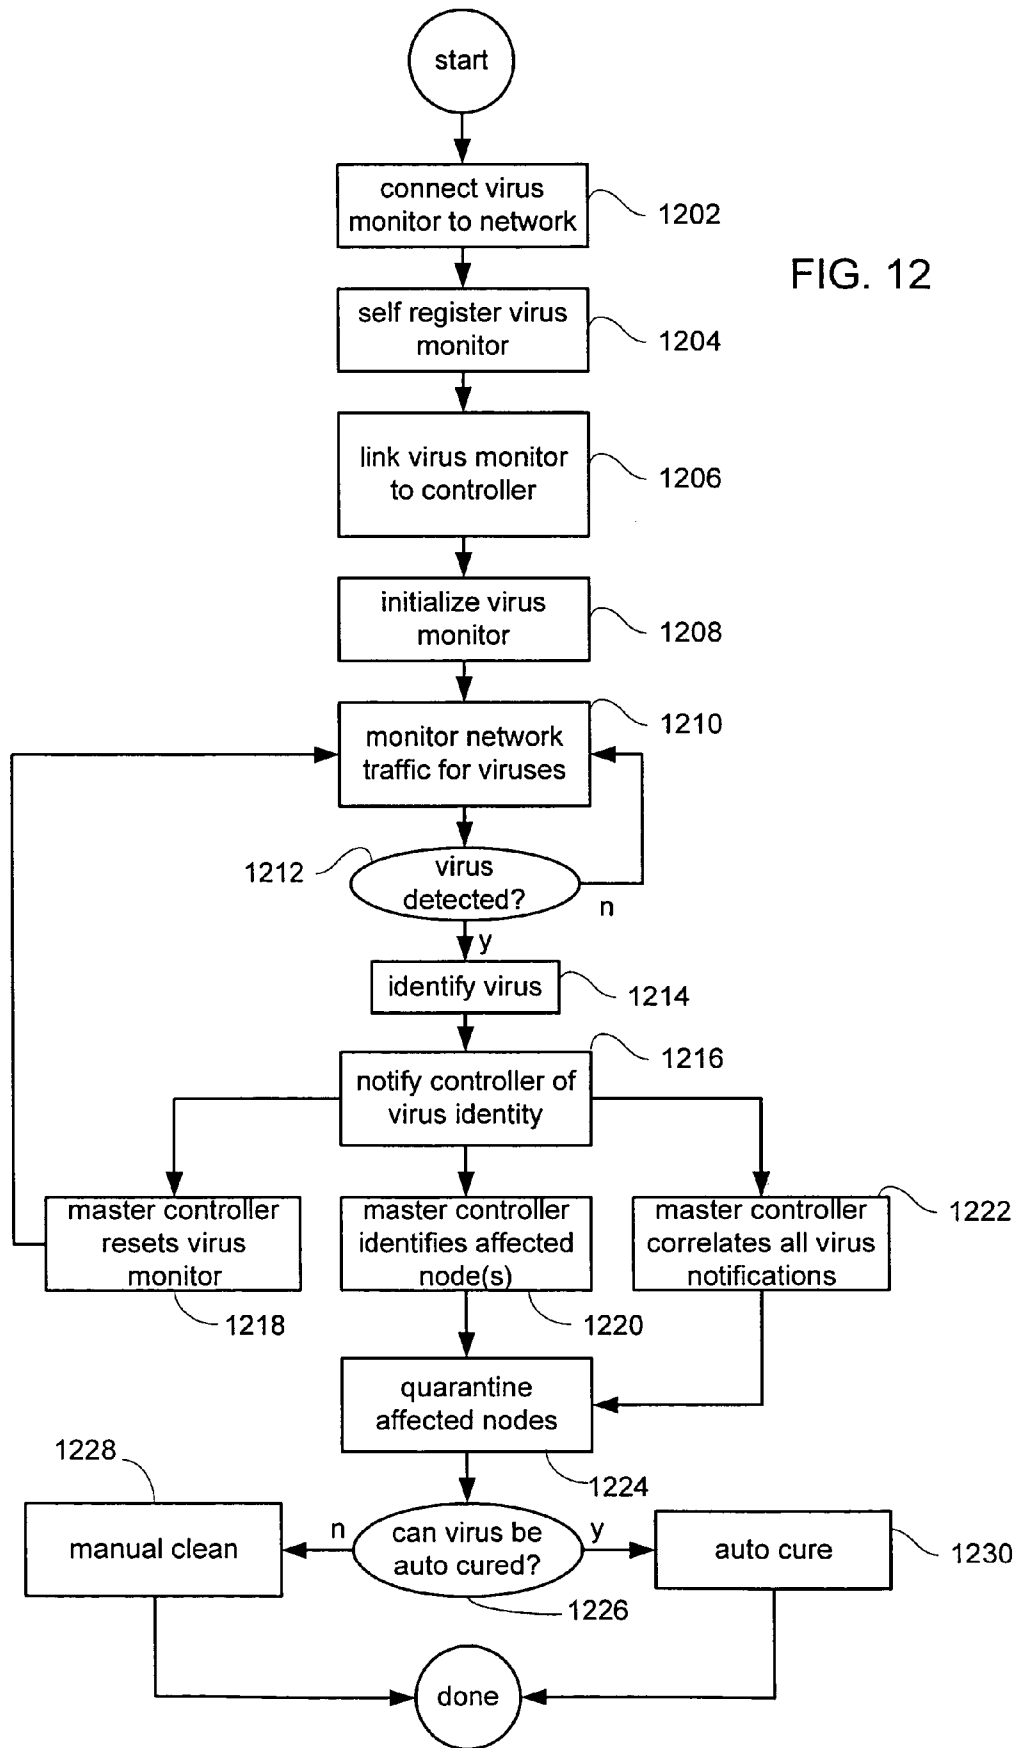 start
connect virus
monitor to network
1202
FIG. 12
self register virus
monitor
1204
link virus monitor
to controller
1206
initialize virus
monitor
1208
1210
monitor network
traffic for viruses
1212
virus
detected?
n
y
identify virus
1214
1216
notify controller of
virus identity
master controller
resets virus
monitor
1218
master controller
identifies affected
node(s)
1220
master controller
correlates all virus
notifications
1222
quarantine
affected nodes
1224
1228
manual clean
n
can virus be
auto cured?
y
1226
auto cure
1230
done